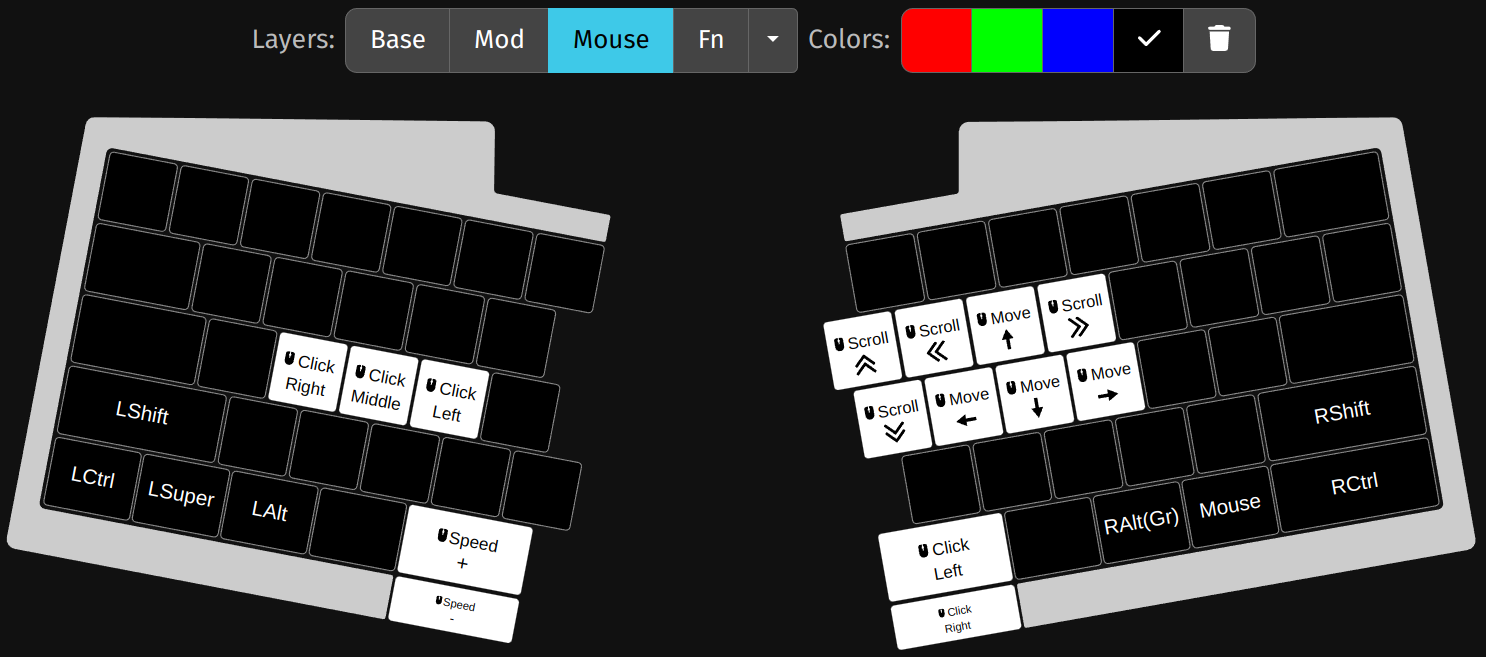 Layers: Base Mod Mouse Fn Colors:
Click
Right
Click
Middle
Click
Left
LShift
LCtrl
LSuper
LAlt
Speed
+
Speed
-
Scroll
Scroll
Move
Scroll
Scroll
Move
Move
Move
RShift
Click
Left
RAlt(Gr)
Mouse
RCtrl
Click
Right